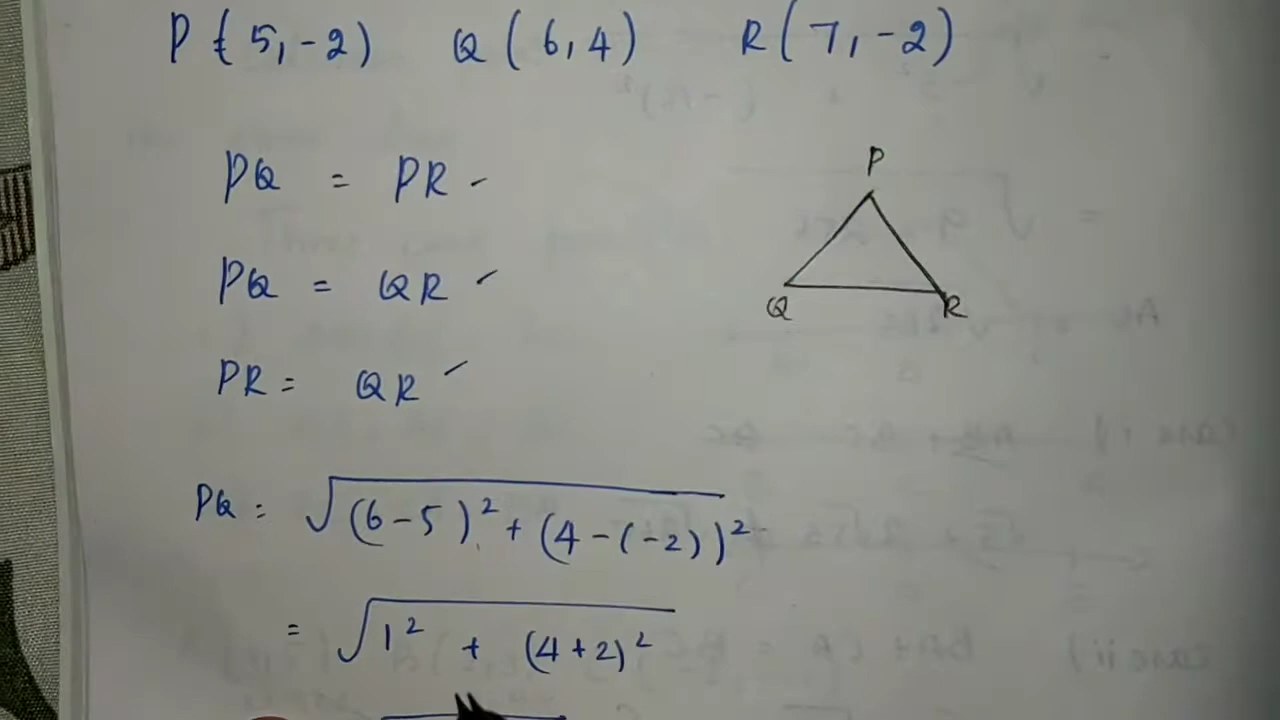 P (5,-2) Q (6,4) R (7,-2)
PQ = PR
P
PQ = QR
Q R
PR = QR
PQ = √(6-5)² + (4-(-2))²
= √1² + (4+2)²